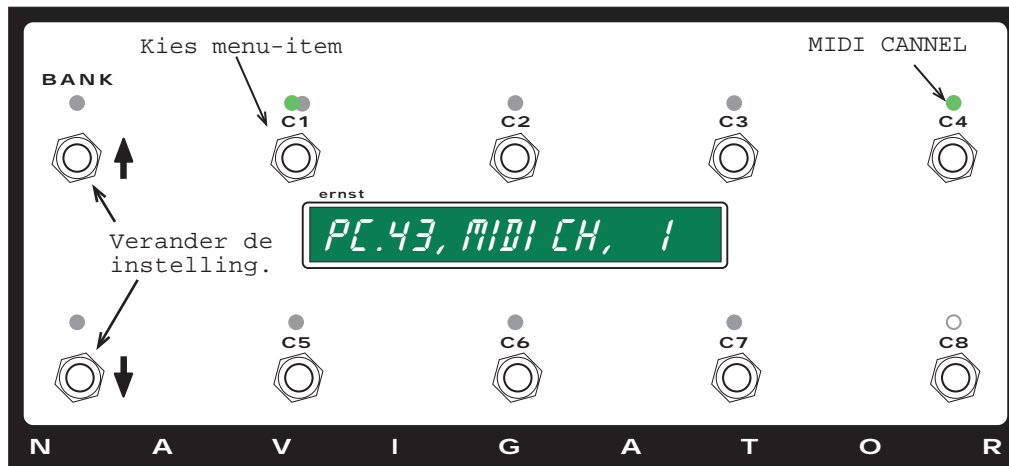 Kies menu-item
MIDI CANNEL
BANK
C1
C2
C3
C4
ernst
PC.43, MIDI CH, 1
Verander de
instelling.
C5
C6
C7
C8
N A V I G A T O R